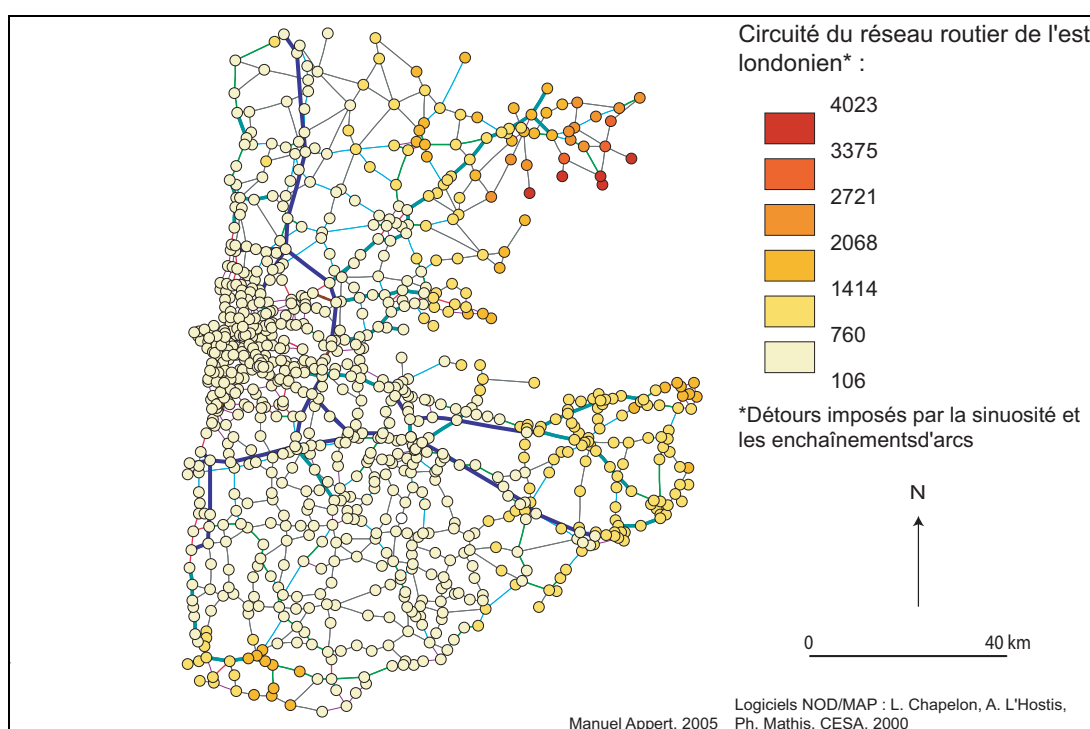 Circuité du réseau routier de l'est
londonien* :
4023
3375
2721
2068
1414
760
106
*Détours imposés par la sinuosité et
les enchaînementsd'arcs
N
0 40 km
Logiciels NOD/MAP : L. Chapelon, A. L'Hostis,
Manuel Appert, 2005 Ph. Mathis, CESA, 2000